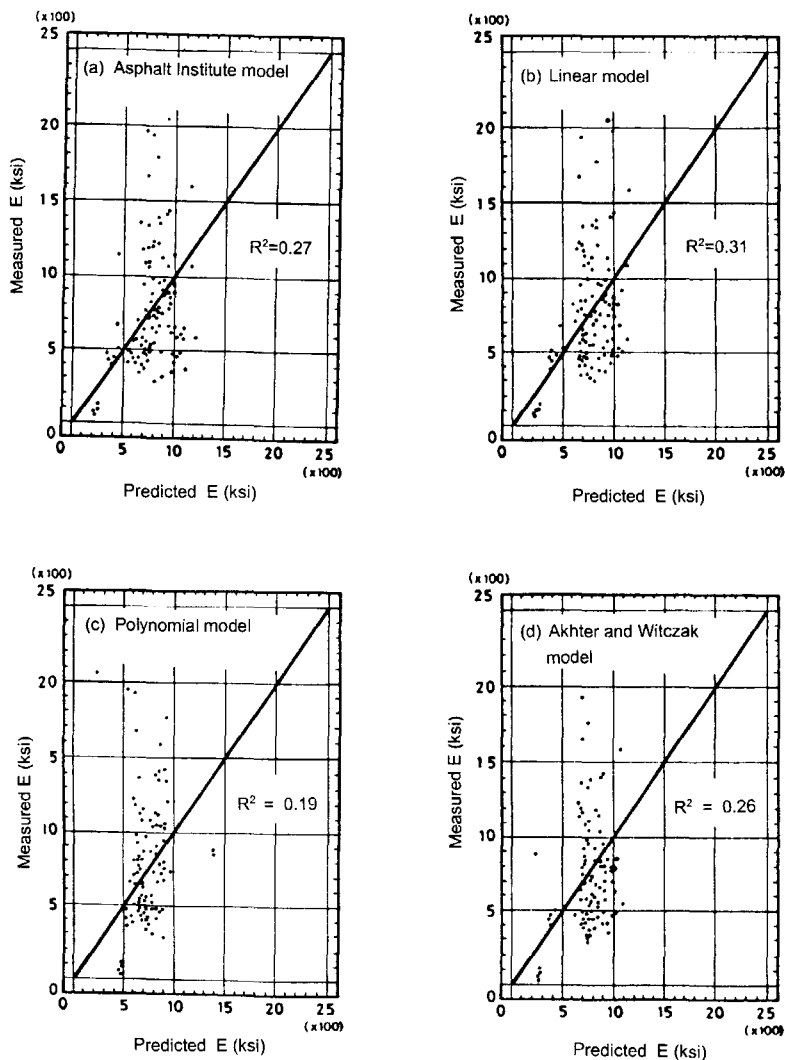 (x100)
25
(a) Asphalt Institute model
20
15
R²=0.27
10
5
0
Measured E (ksi)
0 5 10 15 20 25
(x100)
Predicted E (ksi)
(x100)
25
(b) Linear model
20
15
R²=0.31
10
5
0
Measured E (ksi)
0 5 10 15 20 25
(x100)
Predicted E (ksi)
(x100)
25
(c) Polynomial model
20
5
R² = 0.19
10
5
0
Measured E (ksi)
0 5 10 15 20 25
(x100)
Predicted E (ksi)
(x100)
25
(d) Akhter and Witczak
model
20
15
R² = 0.26
10
5
0
Measured E (ksi)
0 5 10 15 20 25
(x100)
Predicted E (ksi)